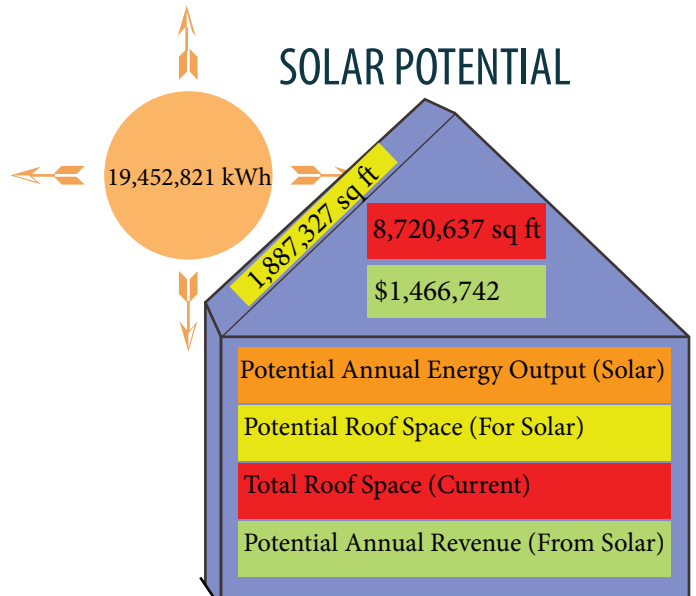 SOLAR POTENTIAL
19,452,821 kWh
1,887,327 sq ft
8,720,637 sq ft
$1,466,742
Potential Annual Energy Output (Solar)
Potential Roof Space (For Solar)
Total Roof Space (Current)
Potential Annual Revenue (From Solar)